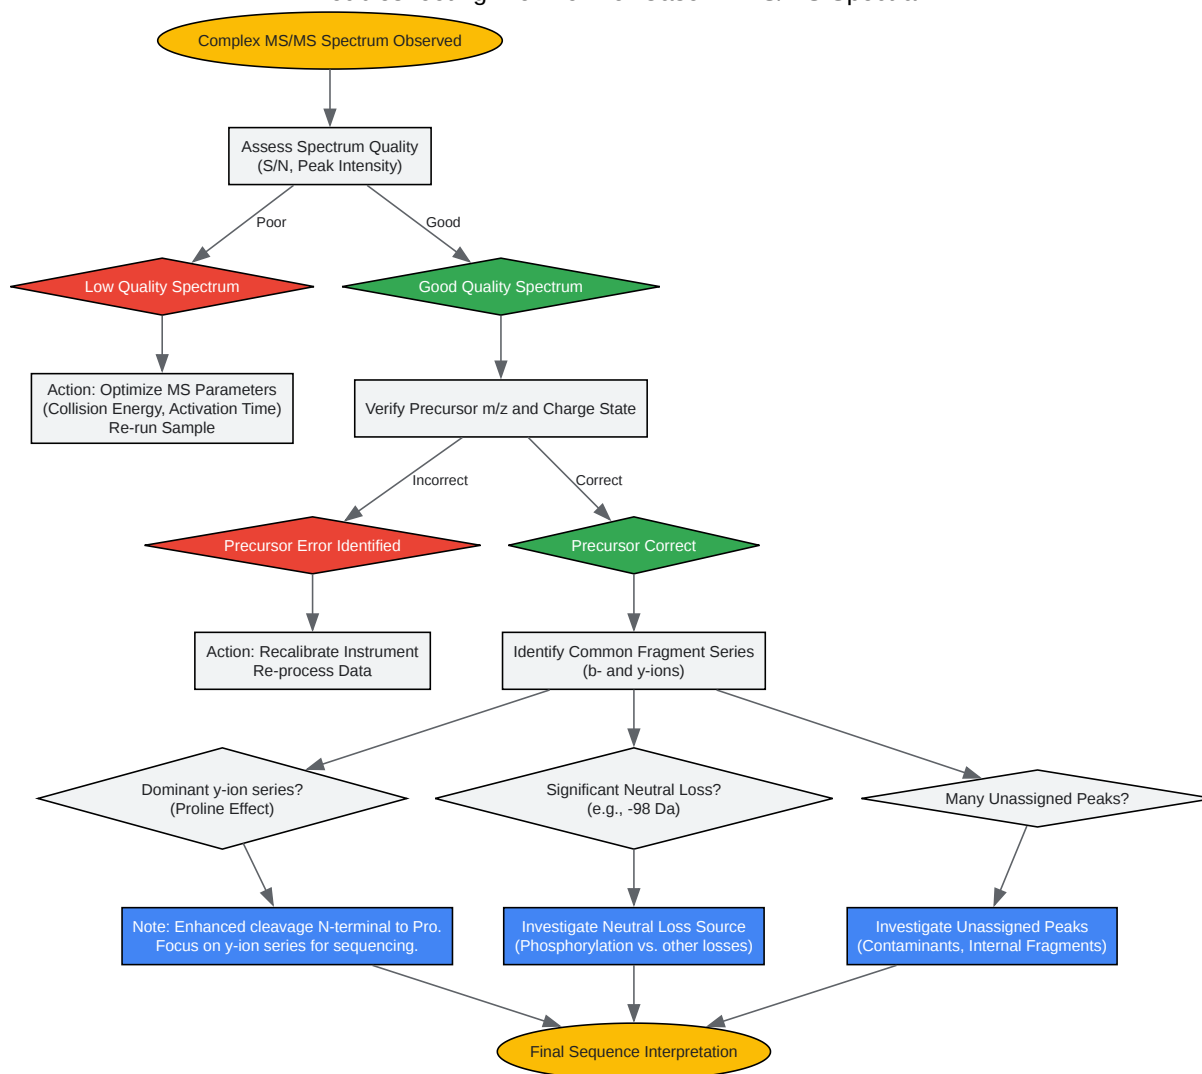 Complex MS/MS Spectrum Observed
Assess Spectrum Quality
(S/N, Peak Intensity)
Poor
Good
Low Quality Spectrum
Good Quality Spectrum
Action: Optimize MS Parameters
(Collision Energy, Activation Time)
Re-run Sample
Verify Precursor m/z and Charge State
Incorrect
Correct
Precursor Error Identified
Precursor Correct
Action: Recalibrate Instrument
Re-process Data
Identify Common Fragment Series
(b- and y-ions)
Dominant y-ion series?
(Proline Effect)
Significant Neutral Loss?
(e.g., -98 Da)
Many Unassigned Peaks?
Note: Enhanced cleavage N-terminal to Pro.
Focus on y-ion series for sequencing.
Investigate Neutral Loss Source
(Phosphorylation vs. other losses)
Investigate Unassigned Peaks
(Contaminants, Internal Fragments)
Final Sequence Interpretation